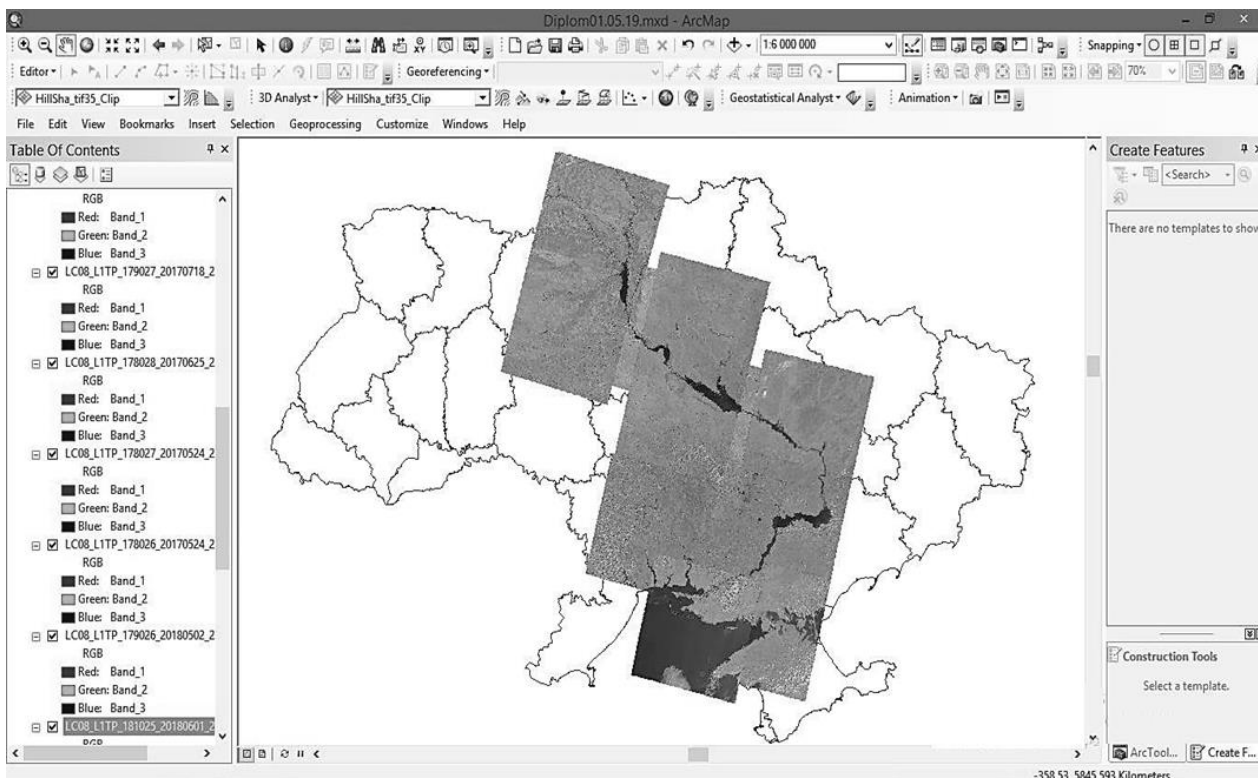 Diplom01.05.19.mxd - ArcMap
1:6 000 000
Snapping
Editor
Georeferencing
70%
HillSha_tif35_Clip
3D Analyst
HillSha_tif35_Clip
Geostatistical Analyst
Animation
File Edit View Bookmarks Insert Selection Geoprocessing Customize Windows Help
Table Of Contents
RGB
Red: Band_1
Green: Band_2
Blue: Band_3
LC08_L1TP_179027_20170718_2
RGB
Red: Band_1
Green: Band_2
Blue: Band_3
LC08_L1TP_178028_20170625_2
RGB
Red: Band_1
Green: Band_2
Blue: Band_3
LC08_L1TP_178027_20170524_2
RGB
Red: Band_1
Green: Band_2
Blue: Band_3
LC08_L1TP_178026_20170524_2
RGB
Red: Band_1
Green: Band_2
Blue: Band_3
LC08_L1TP_179026_20180502_2
RGB
Red: Band_1
Green: Band_2
Blue: Band_3
LC08_L1TP_181025_20180601_2
RGB
Create Features
<Search>
There are no templates to show
Construction Tools
Select a template.
ArcTool...
Create F...
-358,53 5845,593 Kilometers